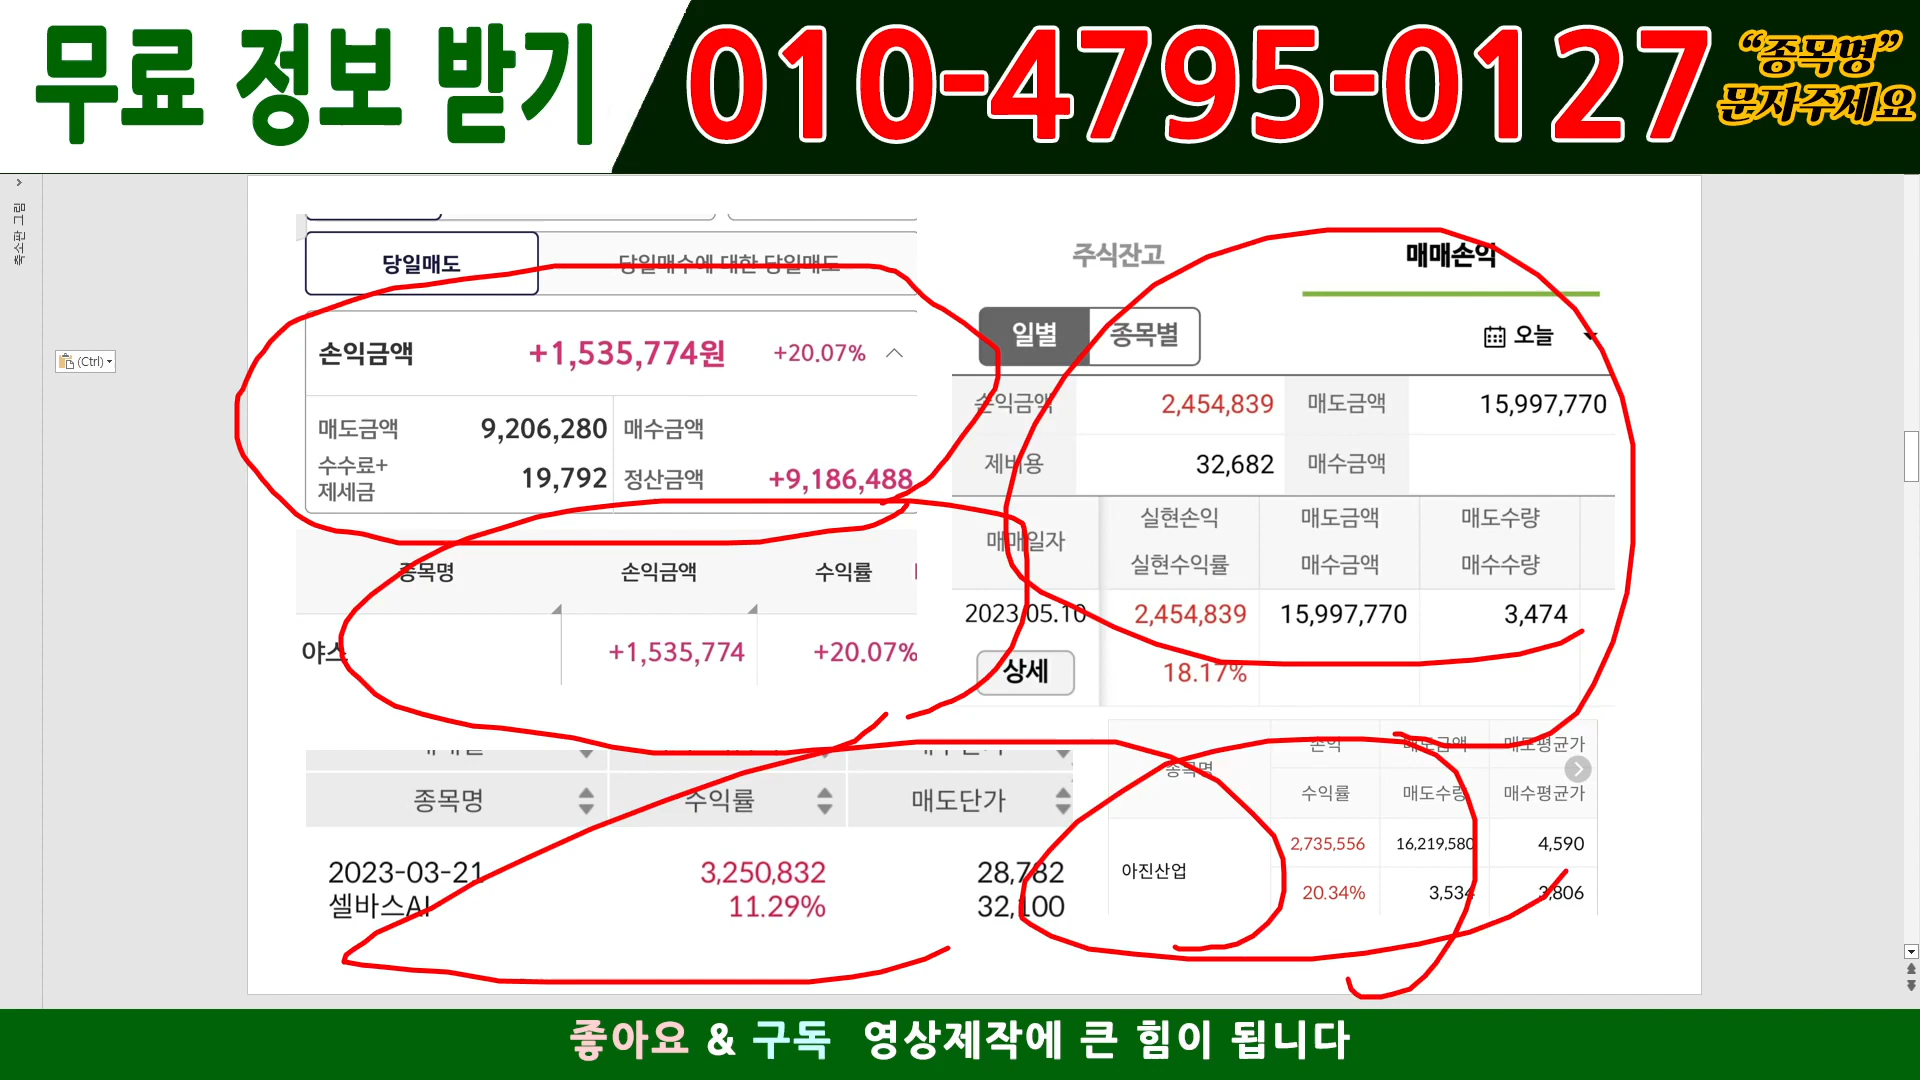 무료 정보 받기
010-4795-0127
“종목명”
문자주세요
축소판 그림
(Ctrl)
당일매도
당일매수에 대한 당일매도
손익금액 +1,535,774원 +20.07%
매도금액 9,206,280 매수금액
수수료+
제세금 19,792 정산금액 +9,186,488
종목명 손익금액 수익률
야스 +1,535,774 +20.07%
주식잔고 매매손익
일별 종목별 오늘
손익금액 2,454,839 매도금액 15,997,770
제비용 32,682 매수금액
매매일자 실현손익 매도금액 매도수량
실현수익률 매수금액 매수수량
2023.05.10 2,454,839 15,997,770 3,474
상세 18.17%
종목명 수익률 매도단가
2023-03-21 3,250,832 28,782
셀바스AI 11.29% 32,100
종목명 손익 매도금액 매도평균가
수익률 매도수량 매수평균가
아진산업 2,735,556 16,219,580 4,590
20.34% 3,534 3,806
좋아요 & 구독 영상제작에 큰 힘이 됩니다